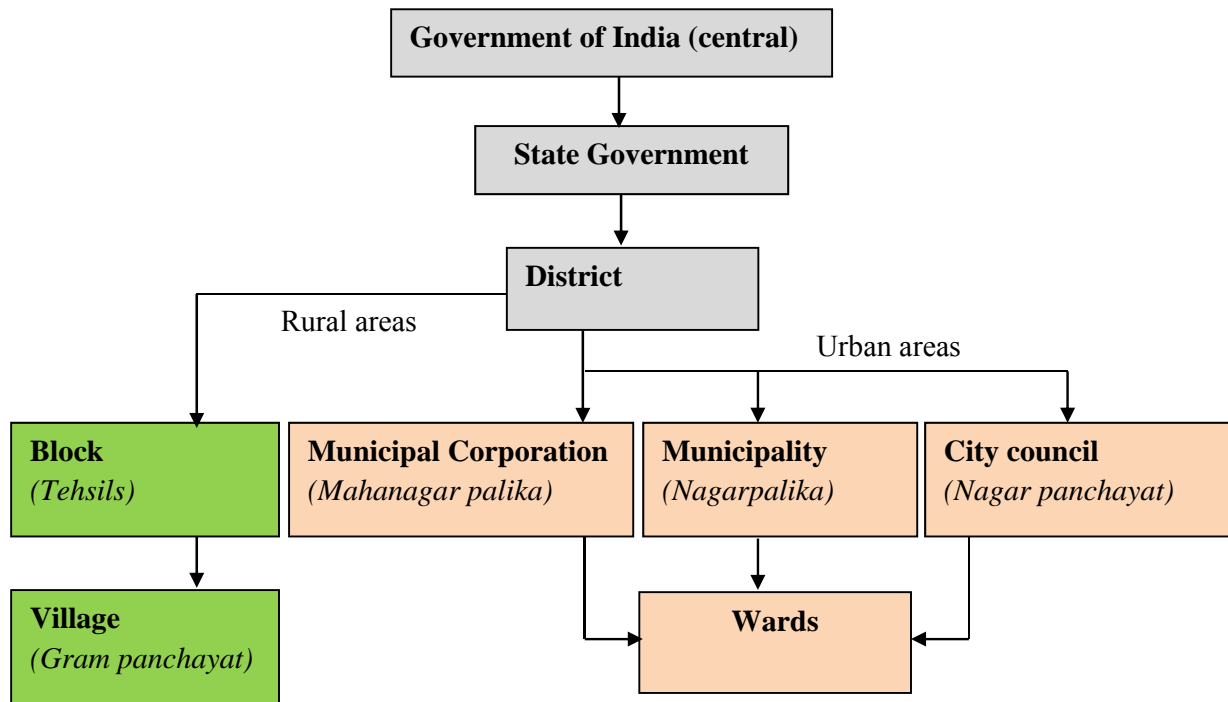 Government of India (central)
State Government
District
Rural areas
Urban areas
Block
(Tehsils)
Municipal Corporation
(Mahanagar palika)
Municipality
(Nagarpalika)
City council
(Nagar panchayat)
Village
(Gram panchayat)
Wards